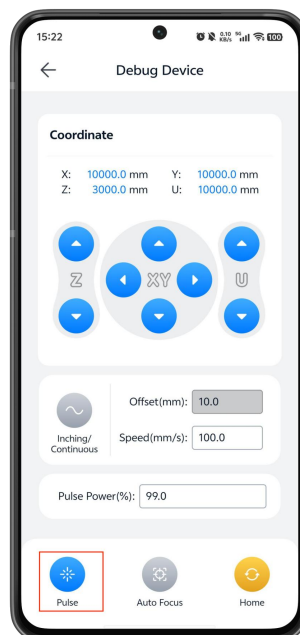 15:22
0.10 KB/s 5G 100
Debug Device
Coordinate
X: 10000.0 mm Y: 10000.0 mm
Z: 3000.0 mm U: 10000.0 mm
Z XY U
Offset(mm): 10.0
Inching/
Continuous
Speed(mm/s): 100.0
Pulse Power(%): 99.0
Pulse Auto Focus Home